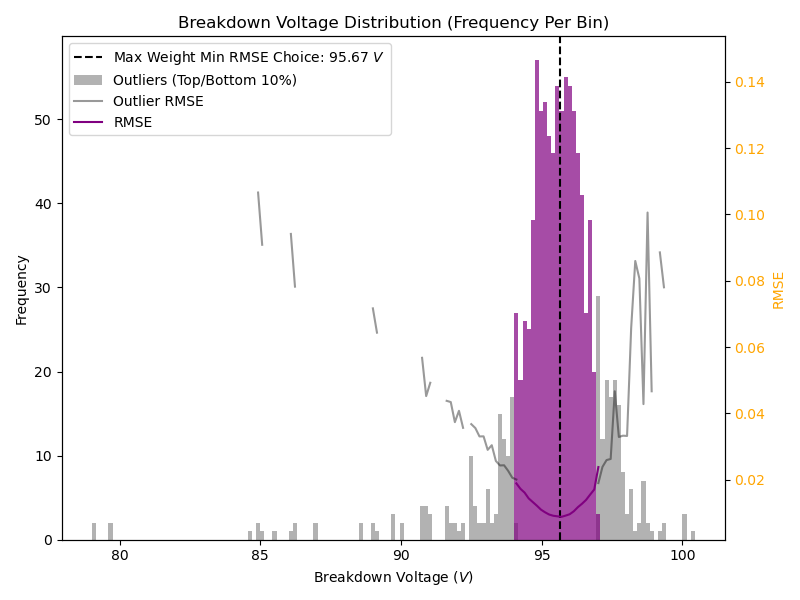 Breakdown Voltage Distribution (Frequency Per Bin)
Max Weight Min RMSE Choice: 95.67 V
Outliers (Top/Bottom 10%)
Outlier RMSE
RMSE
Frequency
0
10
20
30
40
50
80
85
90
95
100
Breakdown Voltage (V)
0.14
0.12
0.10
0.08
0.06
0.04
0.02
RMSE